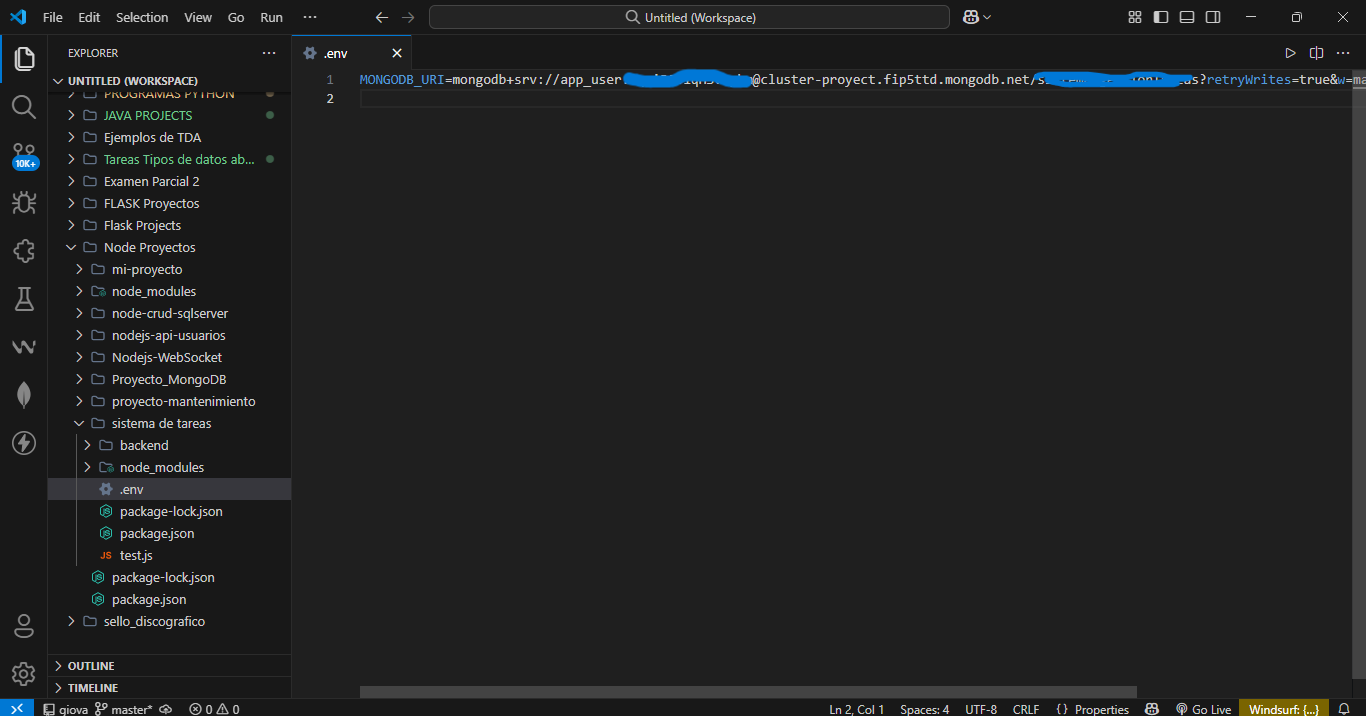 File Edit Selection View Go Run ··· Untitled (Workspace)
EXPLORER ···
UNTITLED (WORKSPACE)
PROGRAMAS PYTHON
JAVA PROJECTS
Ejemplos de TDA
Tareas Tipos de datos ab...
Examen Parcial 2
FLASK Proyectos
Flask Projects
Node Proyectos
mi-proyecto
node_modules
node-crud-sqlserver
nodejs-api-usuarios
Nodejs-WebSocket
Proyecto_MongoDB
proyecto-mantenimiento
sistema de tareas
backend
node_modules
.env
package-lock.json
package.json
JS test.js
package-lock.json
package.json
sello_discografico
OUTLINE
TIMELINE
10K+
.env
1 MONGODB_URI=mongodb+srv://app_user @cluster-proyect.fip5ttd.mongodb.net/ ?retryWrites=true&w=ma
2
giova master* 0 0 Ln 2, Col 1 Spaces: 4 UTF-8 CRLF {} Properties Go Live Windsurf: {...}